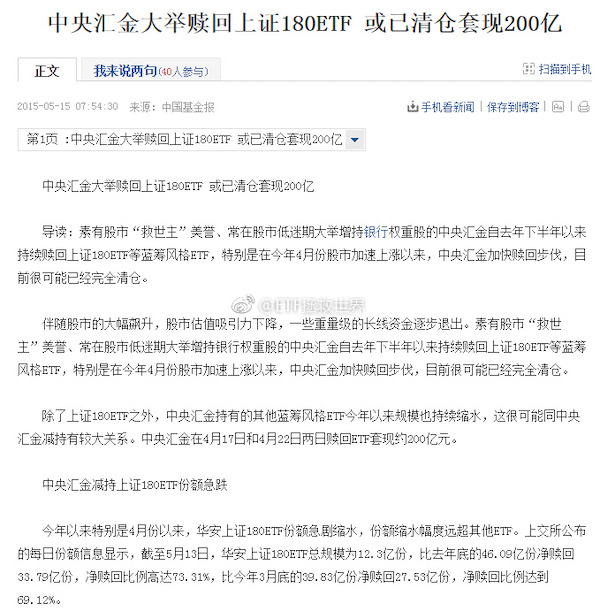 中央汇金大举赎回上证180ETF 或已清仓套现200亿
正文 我来说两句(40人参与) 扫描到手机
2015-05-15 07:54:30 来源: 中国基金报 手机看新闻 保存到博客
第1页 :中央汇金大举赎回上证180ETF 或已清仓套现200亿
中央汇金大举赎回上证180ETF 或已清仓套现200亿
导读: 素有股市“救世主”美誉、常在股市低迷期大举增持银行权重股的中央汇金自去年下半年以来
持续赎回上证180ETF等蓝筹风格ETF，特别是在今年4月份股市加速上涨以来，中央汇金加快赎回步伐，目
前很可能已经完全清仓。
@ETF拯救世界
伴随股市的大幅飙升，股市估值吸引力下降，一些重量级的长线资金逐步退出。素有股市“救世
主”美誉、常在股市低迷期大举增持银行权重股的中央汇金自去年下半年以来持续赎回上证180ETF等蓝筹
风格ETF，特别是在今年4月份股市加速上涨以来，中央汇金加快赎回步伐，目前很可能已经完全清仓。
除了上证180ETF之外，中央汇金持有的其他蓝筹风格ETF今年以来规模也持续缩水，这很可能同中央
汇金减持有较大关系。中央汇金在4月17日和4月22日两日赎回ETF套现约200亿元。
中央汇金减持上证180ETF份额急跌
今年以来特别是4月份以来，华安上证180ETF份额急剧缩水，份额缩水幅度远超其他ETF。上交所公布
的每日份额信息显示，截至5月13日，华安上证180ETF总规模为12.3亿份，比去年底的46.09亿份净赎回
33.79亿份，净赎回比例高达73.31%，比今年3月底的39.83亿份净赎回27.53亿份，净赎回比例达到
69.12%。